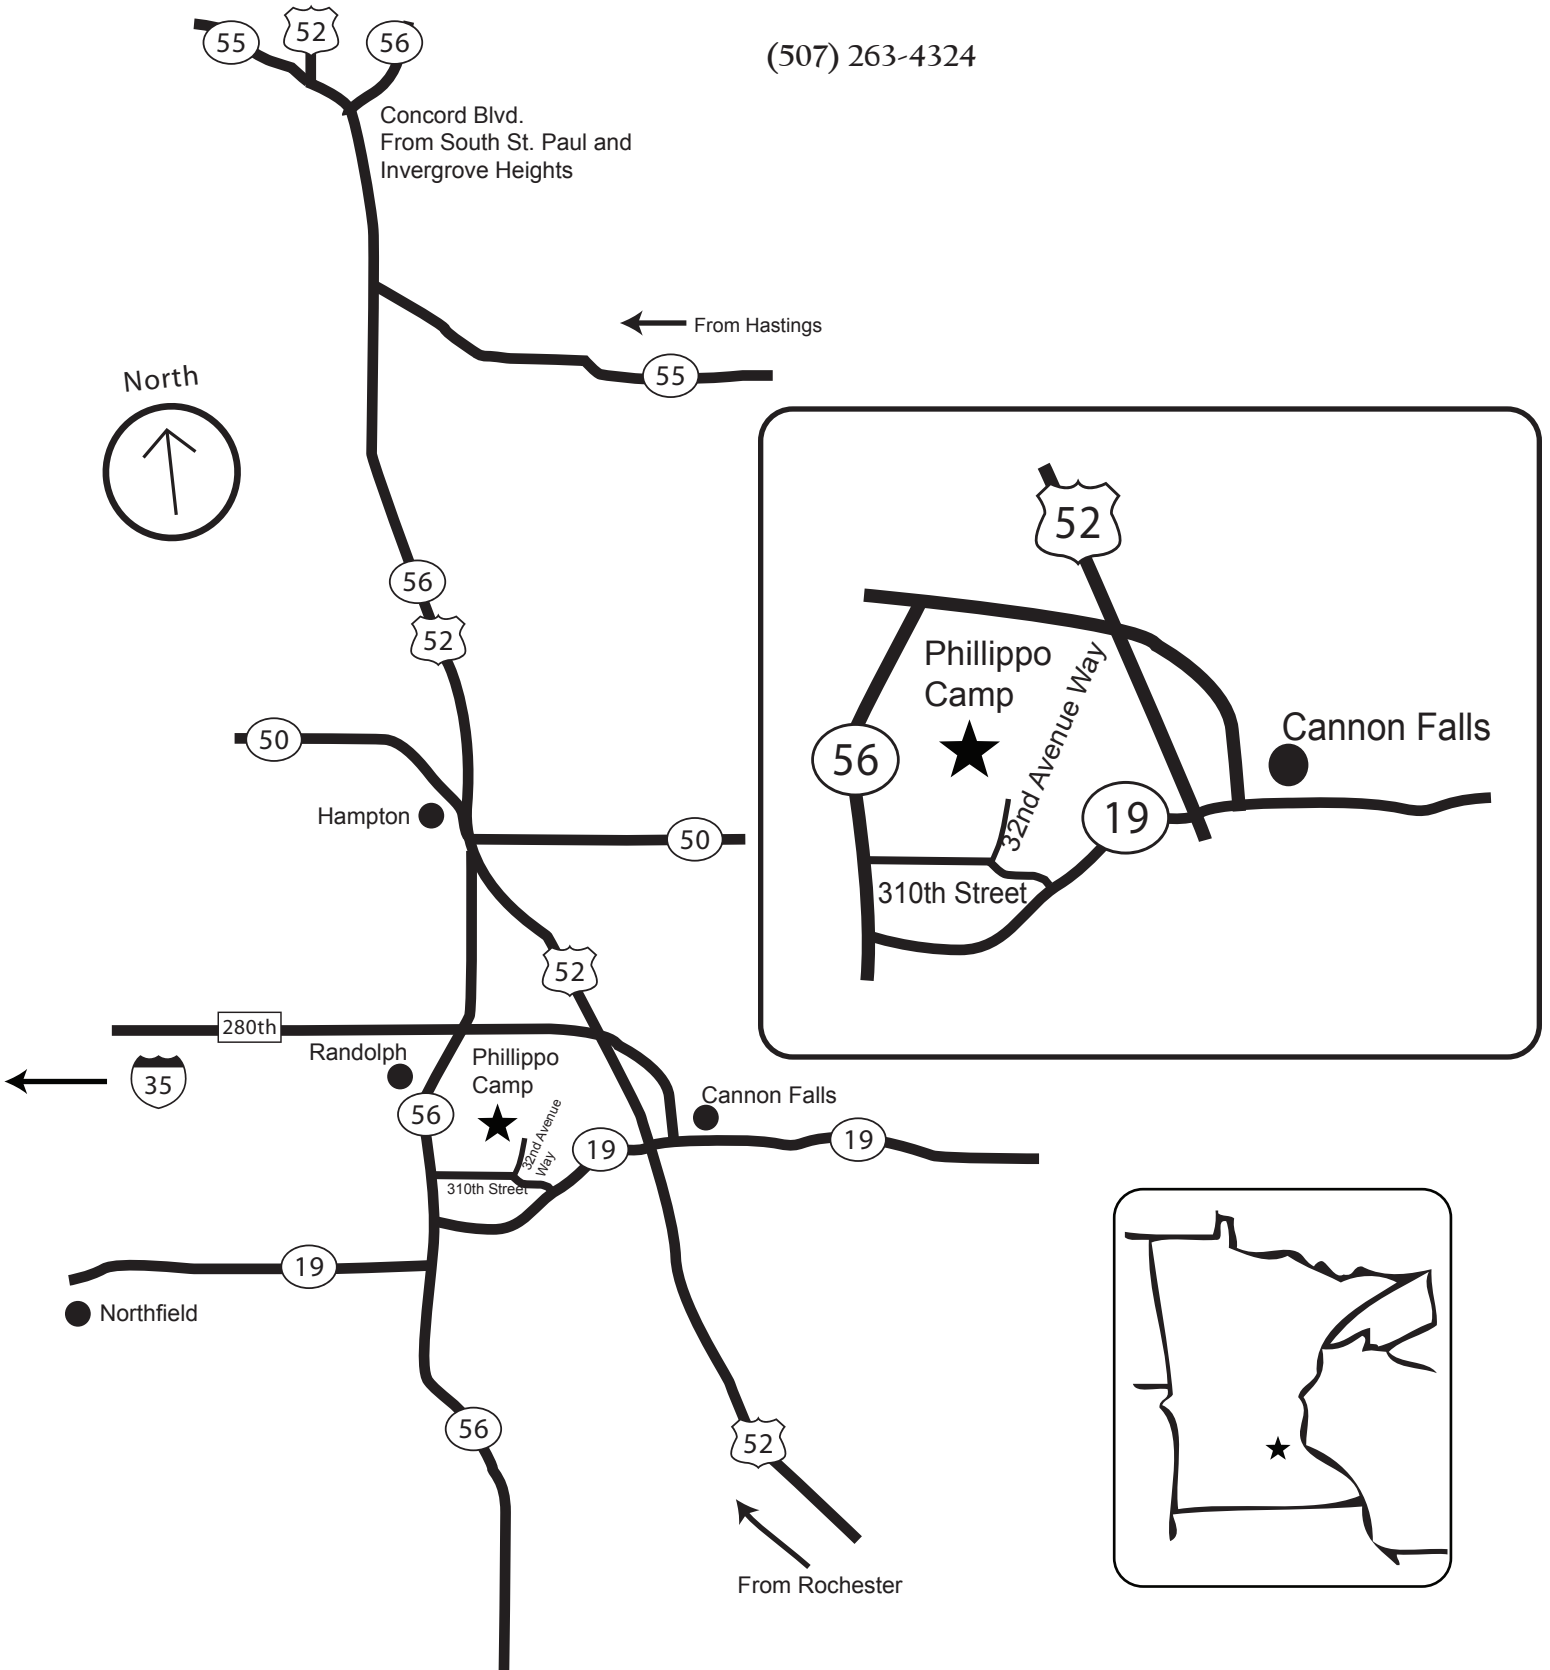 55
52
56
(507) 263-4324
Concord Blvd.
From South St. Paul and
Invergrove Heights
From Hastings
55
North
56
52
50
Hampton
50
52
280th
Randolph
35
Phillippo
Camp
56
32nd Avenue
Way
310th Street
19
Cannon Falls
19
19
Northfield
56
52
From Rochester
52
Phillippo
Camp
32nd Avenue Way
Cannon Falls
56
19
310th Street